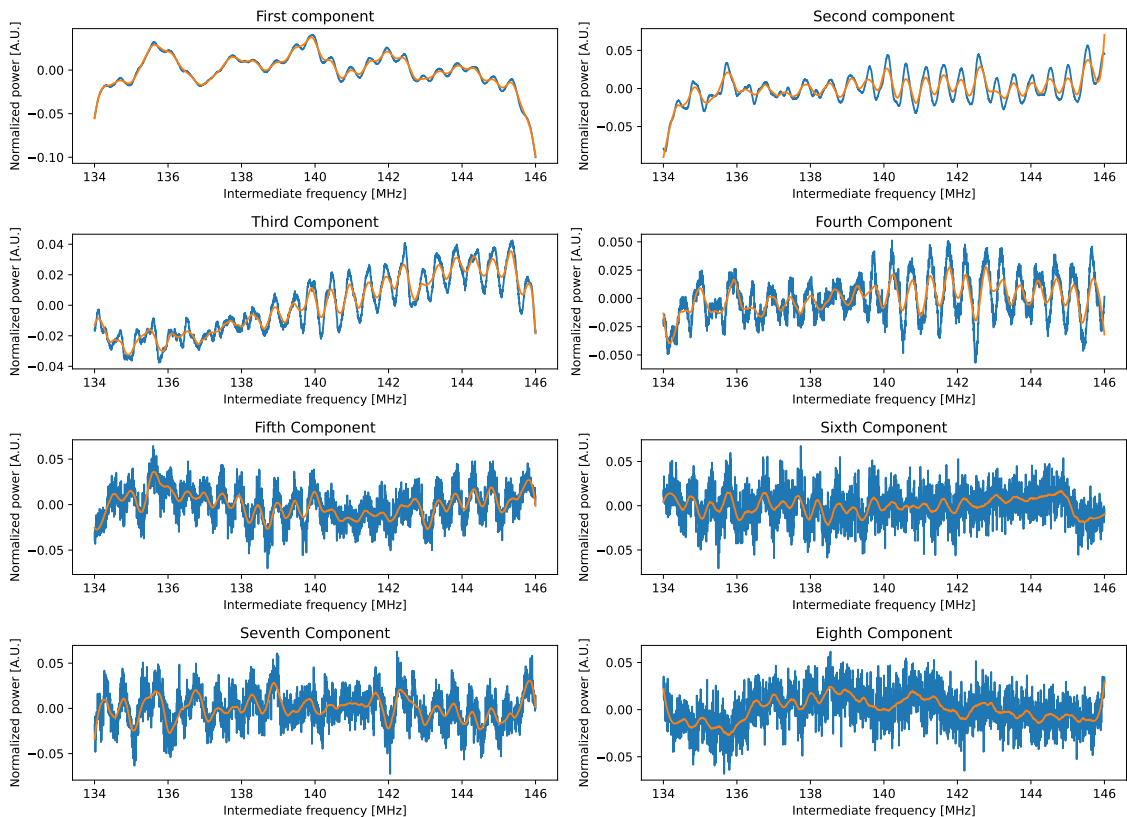 First component
Normalized power [A.U.]
0.00
−0.05
−0.10
134 136 138 140 142 144 146
Intermediate frequency [MHz]
Second component
Normalized power [A.U.]
0.05
0.00
−0.05
134 136 138 140 142 144 146
Intermediate frequency [MHz]
Third Component
Normalized power [A.U.]
0.04
0.02
0.00
−0.02
−0.04
134 136 138 140 142 144 146
Intermediate frequency [MHz]
Fourth Component
Normalized power [A.U.]
0.050
0.025
0.000
−0.025
−0.050
134 136 138 140 142 144 146
Intermediate frequency [MHz]
Fifth Component
Normalized power [A.U.]
0.05
0.00
−0.05
134 136 138 140 142 144 146
Intermediate frequency [MHz]
Sixth Component
Normalized power [A.U.]
0.05
0.00
−0.05
134 136 138 140 142 144 146
Intermediate frequency [MHz]
Seventh Component
Normalized power [A.U.]
0.05
0.00
−0.05
134 136 138 140 142 144 146
Intermediate frequency [MHz]
Eighth Component
Normalized power [A.U.]
0.05
0.00
−0.05
134 136 138 140 142 144 146
Intermediate frequency [MHz]